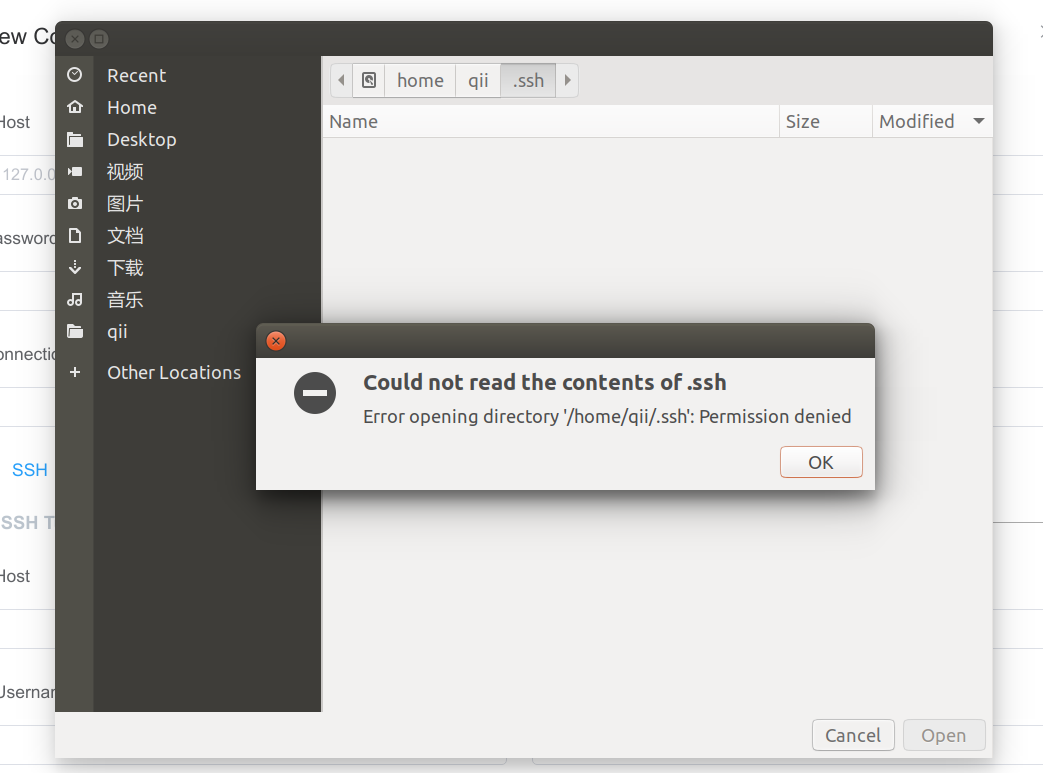 ew Co
Recent
Home
Desktop
视频
图片
文档
下载
音乐
qii
Other Locations
home
qii
.ssh
Name
Size
Modified
Host
127.0.0
assword
onnectio
SSH
SSH T
Host
Usernar
Could not read the contents of .ssh
Error opening directory '/home/qii/.ssh': Permission denied
OK
Cancel
Open